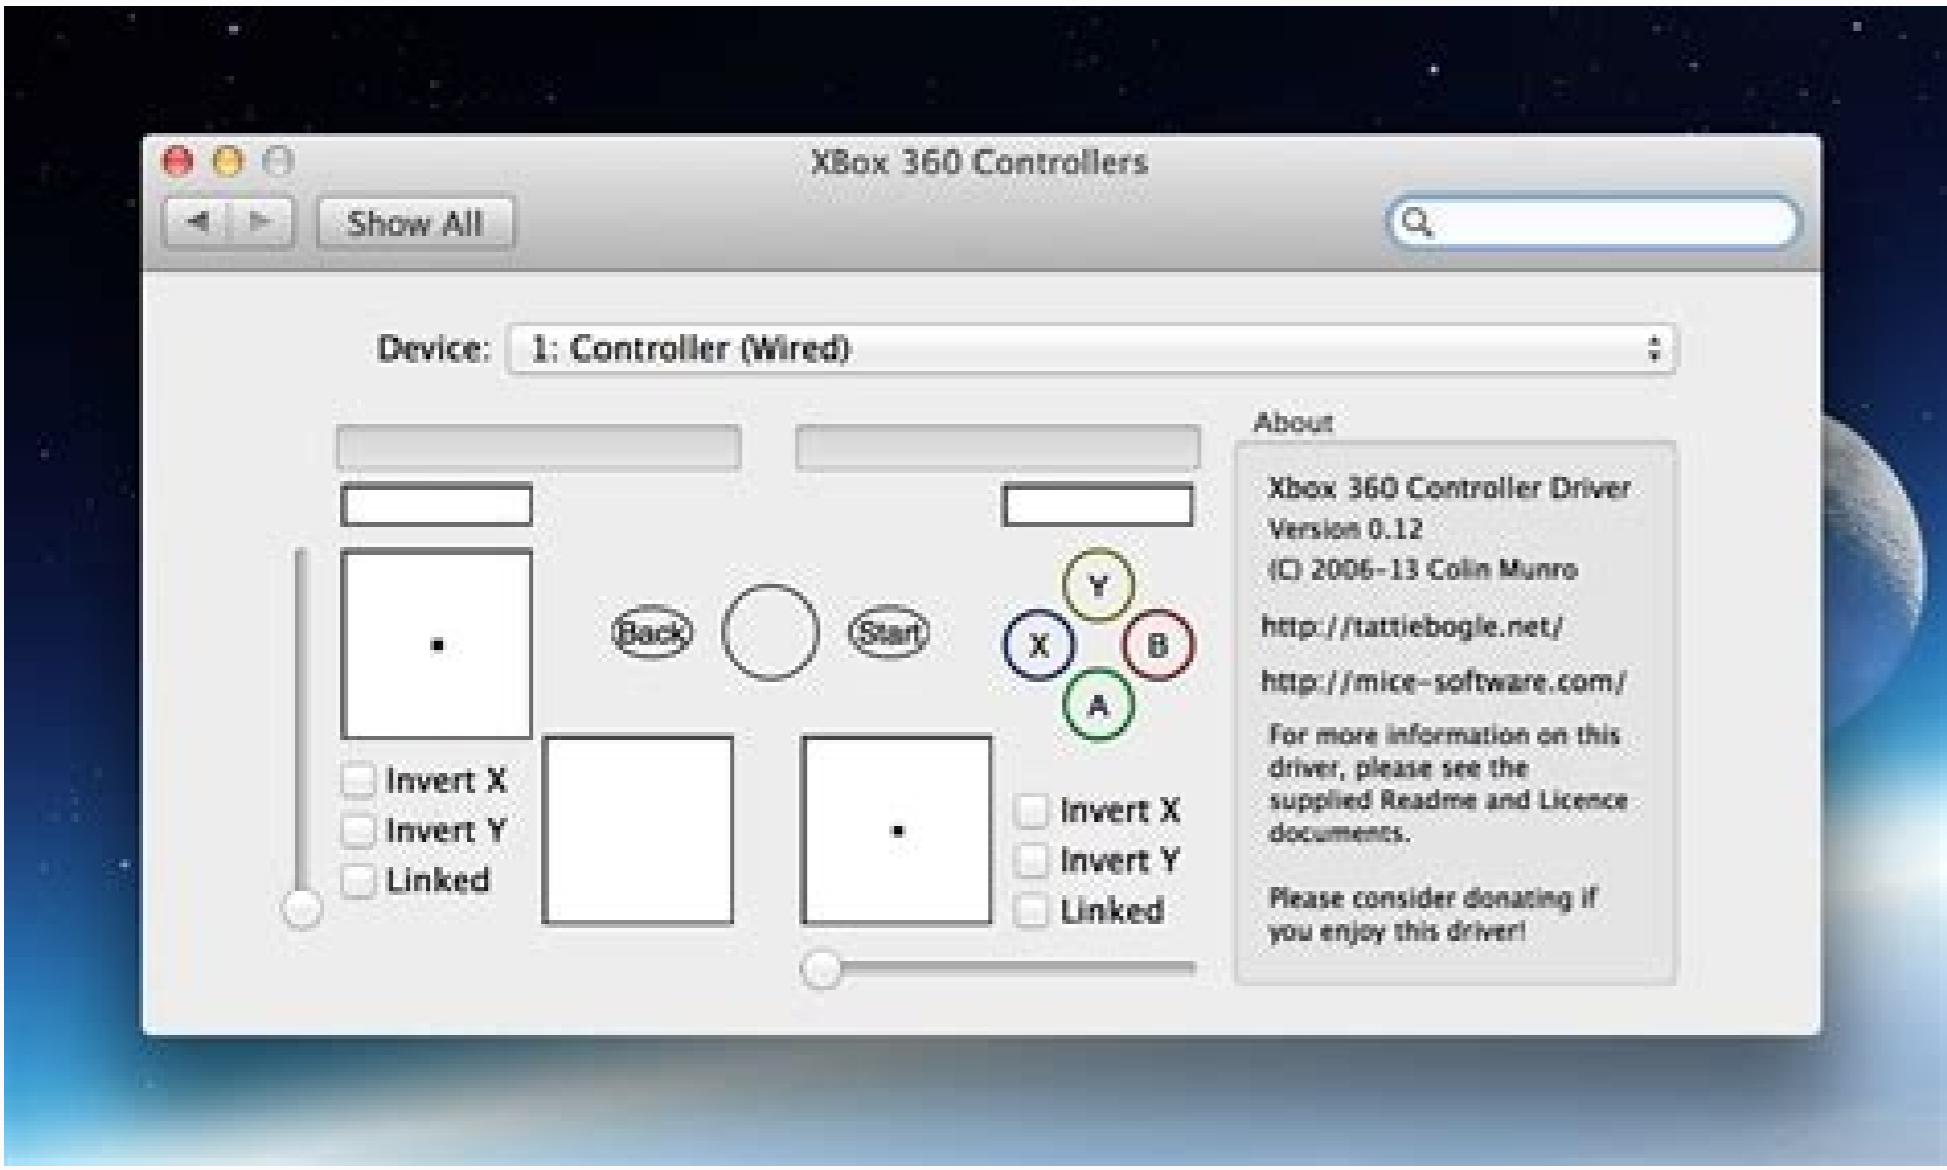 XBox 360 Controllers
Show All
Device: 1: Controller (Wired)
Back
Start
Y
X
B
A
Invert X
Invert Y
Linked
Invert X
Invert Y
Linked
About
Xbox 360 Controller Driver
Version 0.12
(C) 2006-13 Colin Munro
http://tattiebogle.net/
http://mice-software.com/
For more information on this
driver, please see the
supplied Readme and Licence
documents.
Please consider donating if
you enjoy this driver!